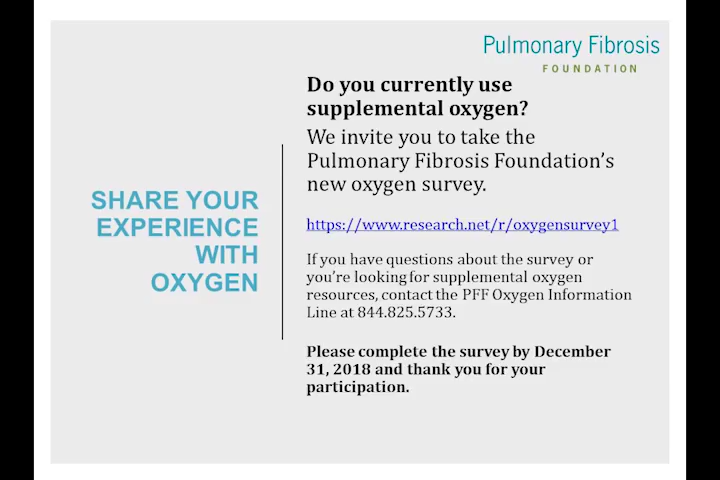 Pulmonary Fibrosis
FOUNDATION
Do you currently use
supplemental oxygen?
We invite you to take the
Pulmonary Fibrosis Foundation’s
new oxygen survey.
SHARE YOUR
EXPERIENCE
WITH
OXYGEN
https://www.research.net/r/oxygensurvey1
If you have questions about the survey or
you’re looking for supplemental oxygen
resources, contact the PFF Oxygen Information
Line at 844.825.5733.
Please complete the survey by December
31, 2018 and thank you for your
participation.